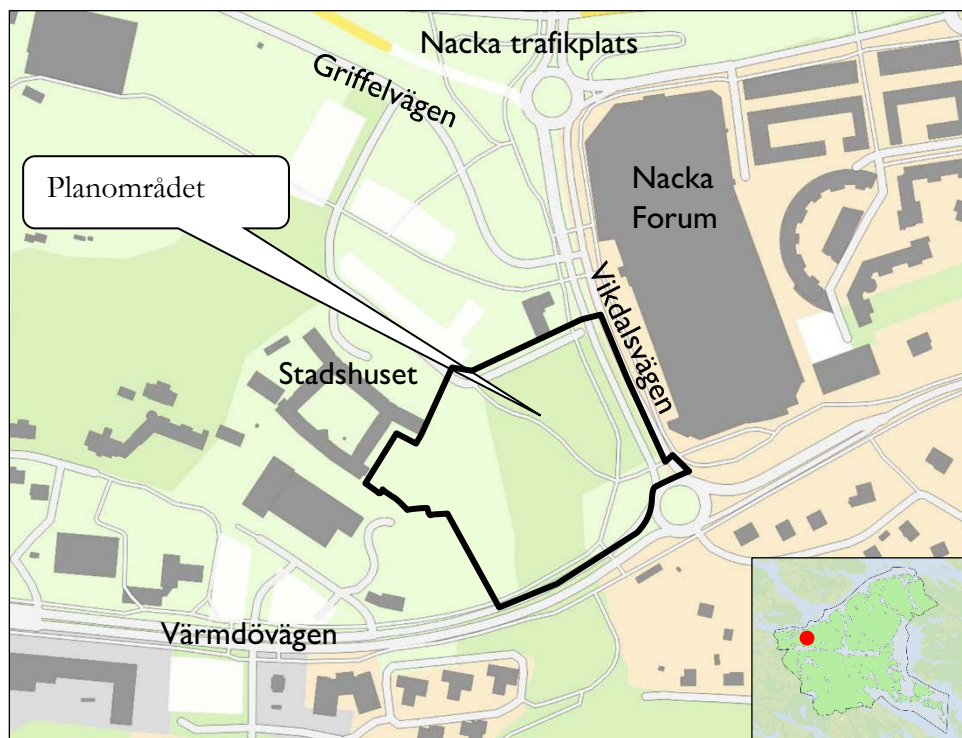 Nacka trafikplats
Griffelvägen
Planområdet
Nacka
Forum
Vikdalsvägen
Stadshuset
Värmdövägen